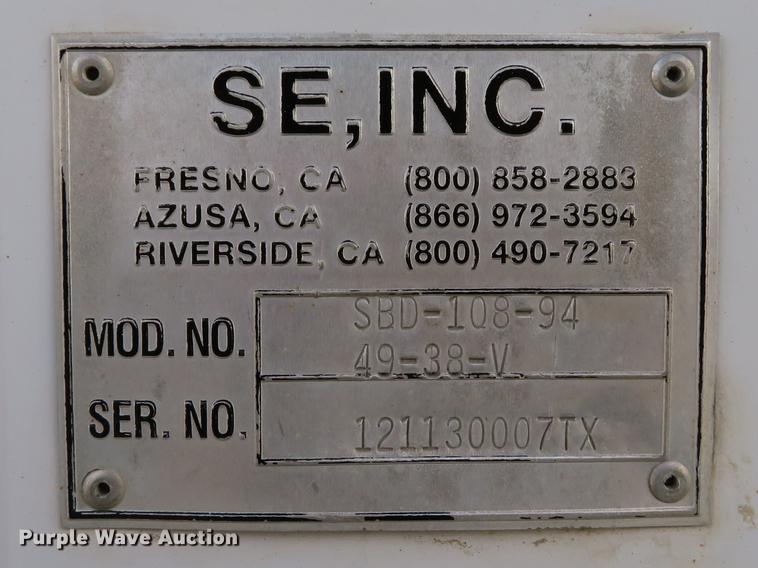 SE, INC.
FRESNO, CA (800) 858-2883
AZUSA, CA (866) 972-3594
RIVERSIDE, CA (800) 490-7217
MOD. NO. SBD-108-94
49-38-V
SER. NO. 121130007TX
Purple Wave Auction